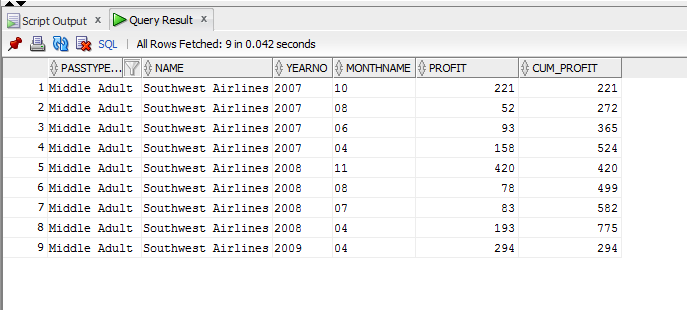 Script Output x Query Result x
SQL | All Rows Fetched: 9 in 0.042 seconds
PASSTYPE... NAME YEARNO MONTHNAME PROFIT CUM_PROFIT
1 Middle Adult Southwest Airlines 2007 10 221 221
2 Middle Adult Southwest Airlines 2007 08 52 272
3 Middle Adult Southwest Airlines 2007 06 93 365
4 Middle Adult Southwest Airlines 2007 04 158 524
5 Middle Adult Southwest Airlines 2008 11 420 420
6 Middle Adult Southwest Airlines 2008 08 78 499
7 Middle Adult Southwest Airlines 2008 07 83 582
8 Middle Adult Southwest Airlines 2008 04 193 775
9 Middle Adult Southwest Airlines 2009 04 294 294